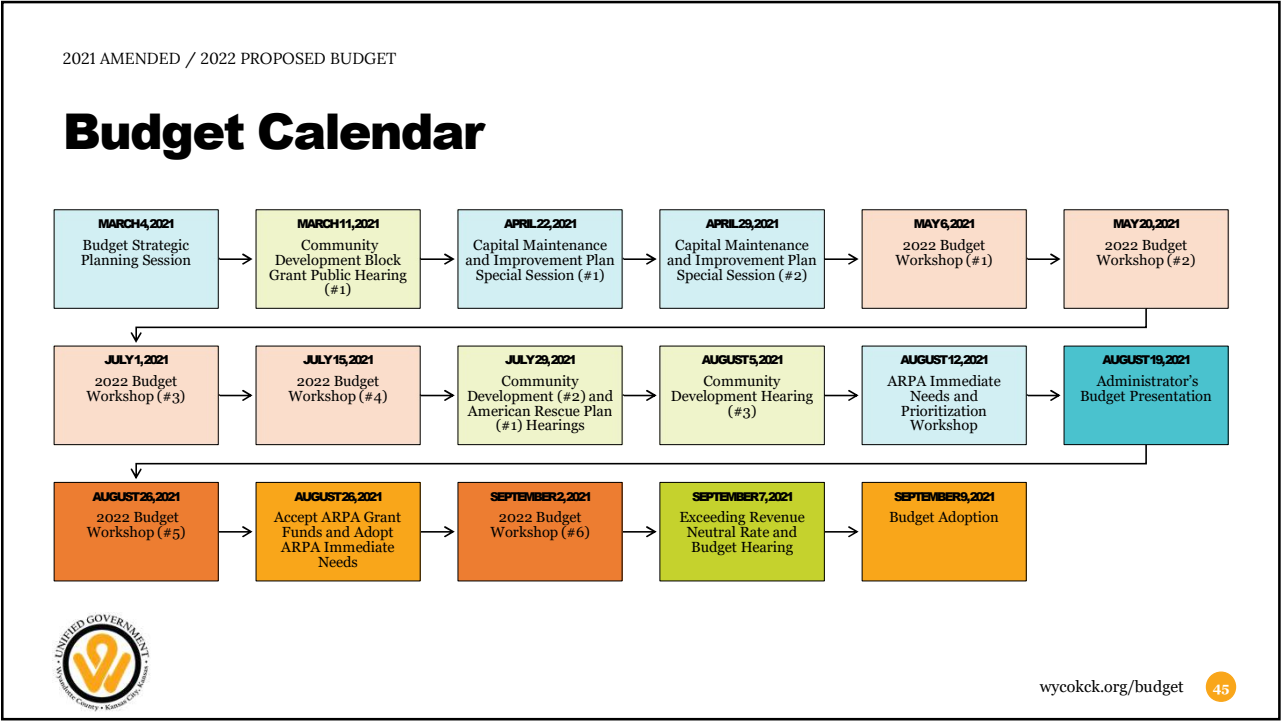 2021 AMENDED / 2022 PROPOSED BUDGET
Budget Calendar
MARCH 4, 2021
Budget Strategic
Planning Session
MARCH 11, 2021
Community
Development Block
Grant Public Hearing
(#1)
APRIL 22, 2021
Capital Maintenance
and Improvement Plan
Special Session (#1)
APRIL 29, 2021
Capital Maintenance
and Improvement Plan
Special Session (#2)
MAY 6, 2021
2022 Budget
Workshop (#1)
MAY 20, 2021
2022 Budget
Workshop (#2)
JULY 1, 2021
2022 Budget
Workshop (#3)
JULY 15, 2021
2022 Budget
Workshop (#4)
JULY 29, 2021
Community
Development (#2) and
American Rescue Plan
(#1) Hearings
AUGUST 5, 2021
Community
Development Hearing
(#3)
AUGUST 12, 2021
ARPA Immediate
Needs and
Prioritization
Workshop
AUGUST 19, 2021
Administrator's
Budget Presentation
AUGUST 26, 2021
2022 Budget
Workshop (#5)
AUGUST 26, 2021
Accept ARPA Grant
Funds and Adopt
ARPA Immediate
Needs
SEPTEMBER 2, 2021
2022 Budget
Workshop (#6)
SEPTEMBER 7, 2021
Exceeding Revenue
Neutral Rate and
Budget Hearing
SEPTEMBER 9, 2021
Budget Adoption
• UNIFIED GOVERNMENT •
Wyandotte County • Kansas City, Kansas
wycokck.org/budget
45